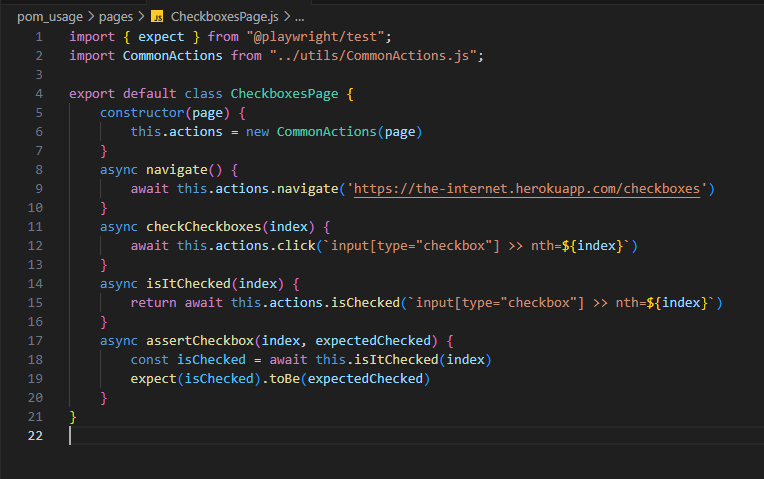 pom_usage > pages > JS CheckboxesPage.js > ...
1 import { expect } from "@playwright/test";
2 import CommonActions from "../utils/CommonActions.js";
3
4 export default class CheckboxesPage {
5     constructor(page) {
6         this.actions = new CommonActions(page)
7     }
8     async navigate() {
9         await this.actions.navigate('https://the-internet.herokuapp.com/checkboxes')
10     }
11     async checkCheckboxes(index) {
12         await this.actions.click(`input[type="checkbox"] >> nth=${index}`)
13     }
14     async isItChecked(index) {
15         return await this.actions.isChecked(`input[type="checkbox"] >> nth=${index}`)
16     }
17     async assertCheckbox(index, expectedChecked) {
18         const isChecked = await this.isItChecked(index)
19         expect(isChecked).toBe(expectedChecked)
20     }
21 }
22